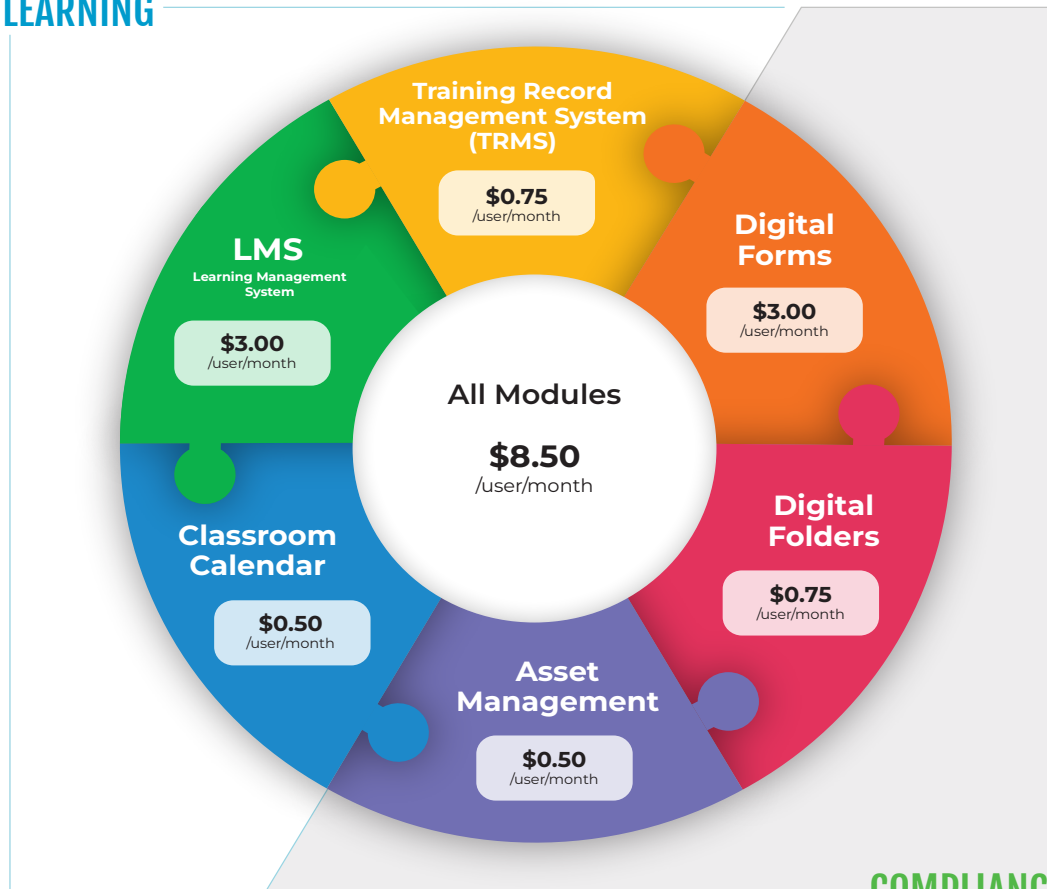 LEARNING
Training Record
Management System
(TRMS)
$0.75
/user/month
Digital
Forms
$3.00
/user/month
LMS
Learning Management
System
$3.00
/user/month
All Modules
$8.50
/user/month
Digital
Folders
$0.75
/user/month
Classroom
Calendar
$0.50
/user/month
Asset
Management
$0.50
/user/month
COMPLIANC